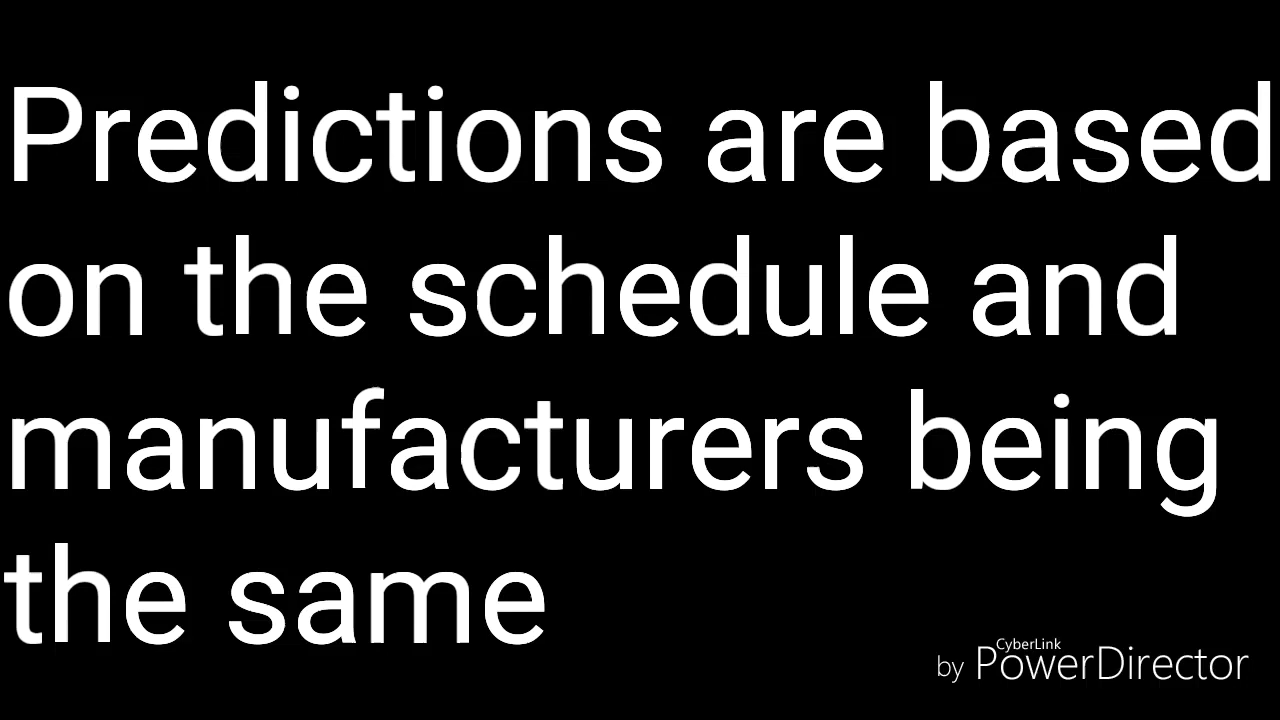 Predictions are based
on the schedule and
manufacturers being
the same
CyberLink
by PowerDirector